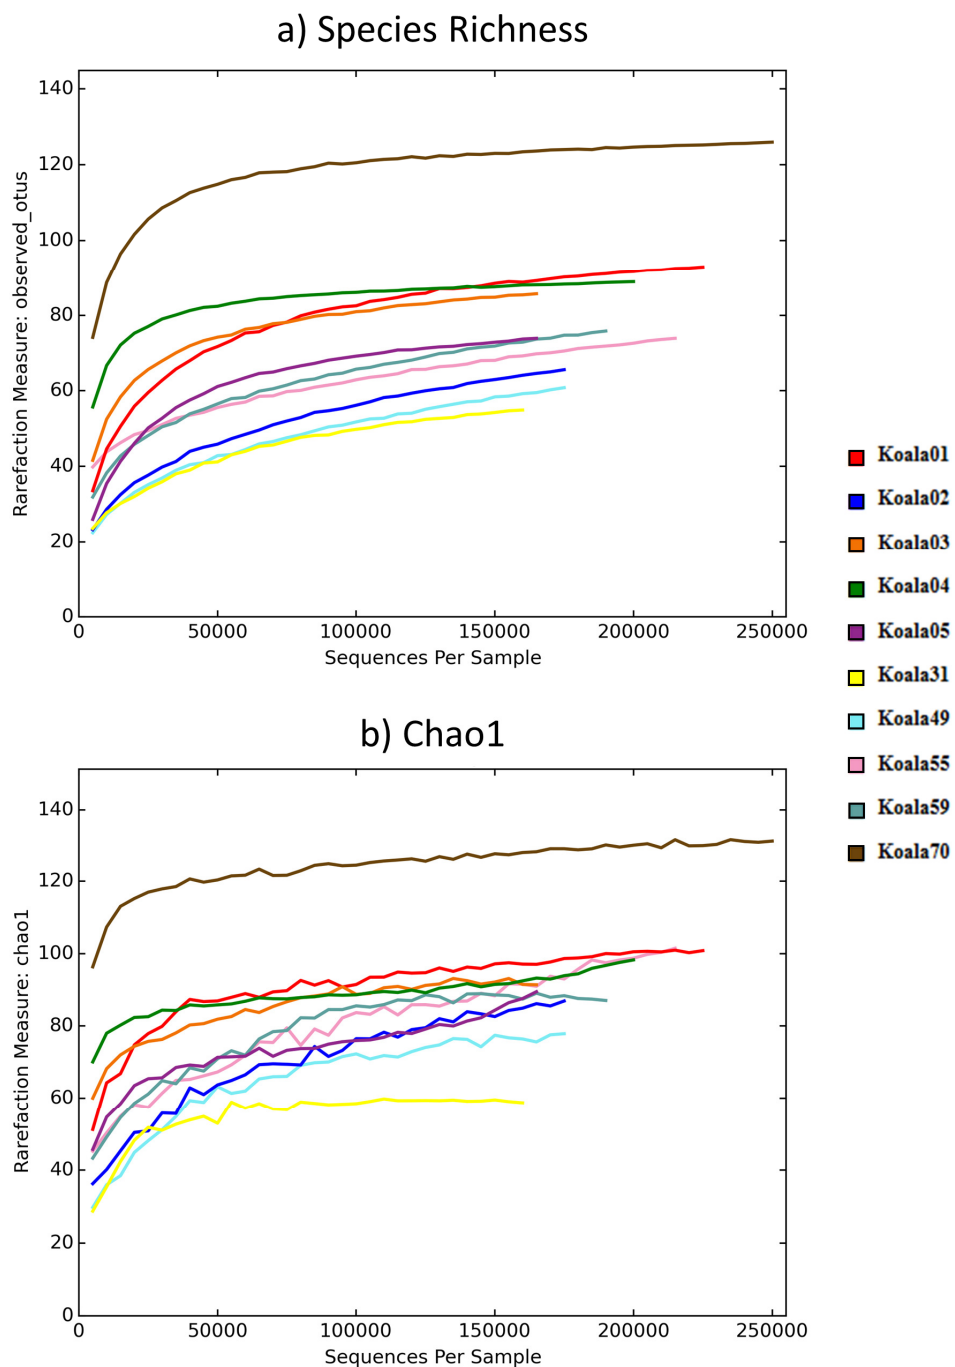 a) Species Richness
140
120
100
80
60
40
20
0
Rarefaction Measure: observed_otus
0 50000 100000 150000 200000 250000
Sequences Per Sample
Koala01
Koala02
Koala03
Koala04
Koala05
Koala31
Koala49
Koala55
Koala59
Koala70
b) Chao1
140
120
100
80
60
40
20
0
Rarefaction Measure: chao1
0 50000 100000 150000 200000 250000
Sequences Per Sample